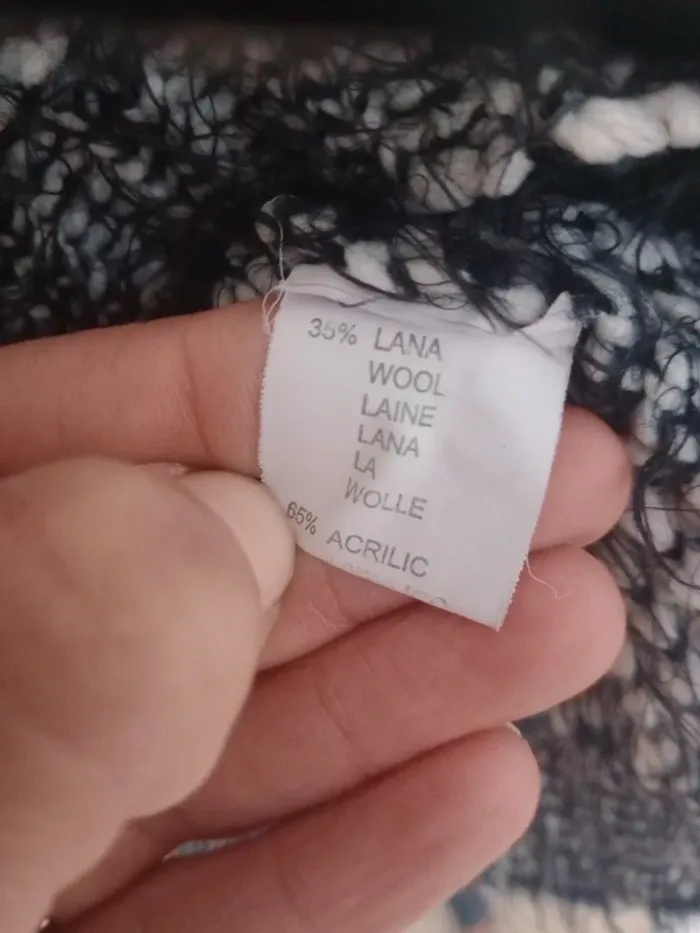 35% LANA
WOOL
LAINE
LANA
LA
WOLLE
65% ACRILIC